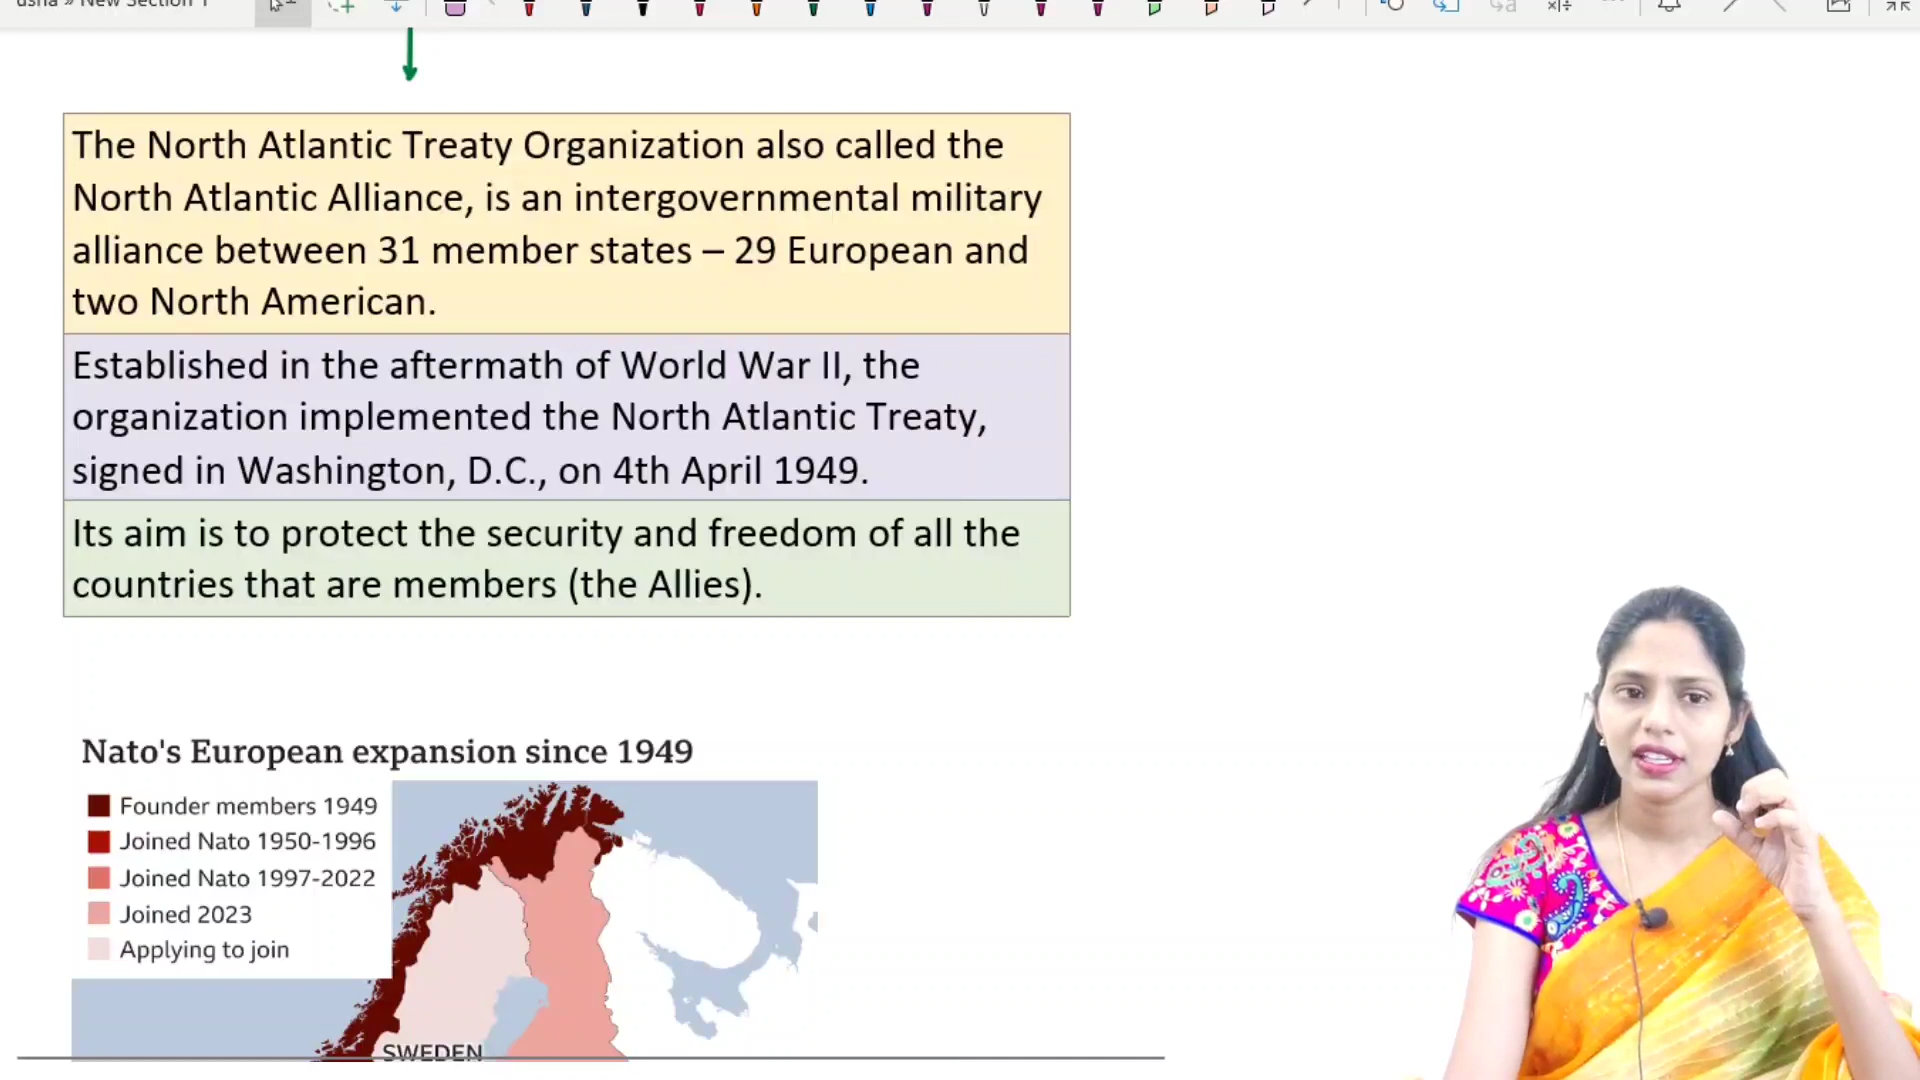 usha » New Section 1
The North Atlantic Treaty Organization also called the
North Atlantic Alliance, is an intergovernmental military
alliance between 31 member states – 29 European and
two North American.
Established in the aftermath of World War II, the
organization implemented the North Atlantic Treaty,
signed in Washington, D.C., on 4th April 1949.
Its aim is to protect the security and freedom of all the
countries that are members (the Allies).
Nato's European expansion since 1949
Founder members 1949
Joined Nato 1950-1996
Joined Nato 1997-2022
Joined 2023
Applying to join
SWEDEN